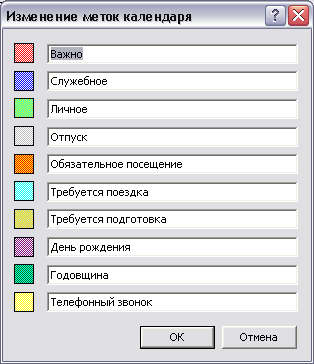 Изменение меток календаря
Важно
Служебное
Личное
Отпуск
Обязательное посещение
Требуется поездка
Требуется подготовка
День рождения
Годовщина
Телефонный звонок
OK Отмена